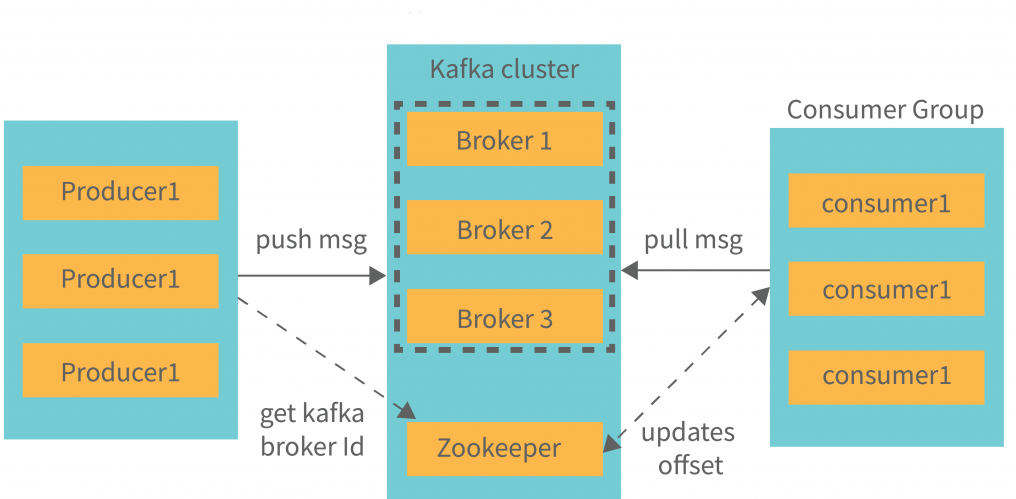 Kafka cluster
Consumer Group
Broker 1
Producer1
consumer1
push msg
Broker 2
pull msg
Producer1
consumer1
Broker 3
Producer1
consumer1
get kafka
broker Id
Zookeeper
updates
offset